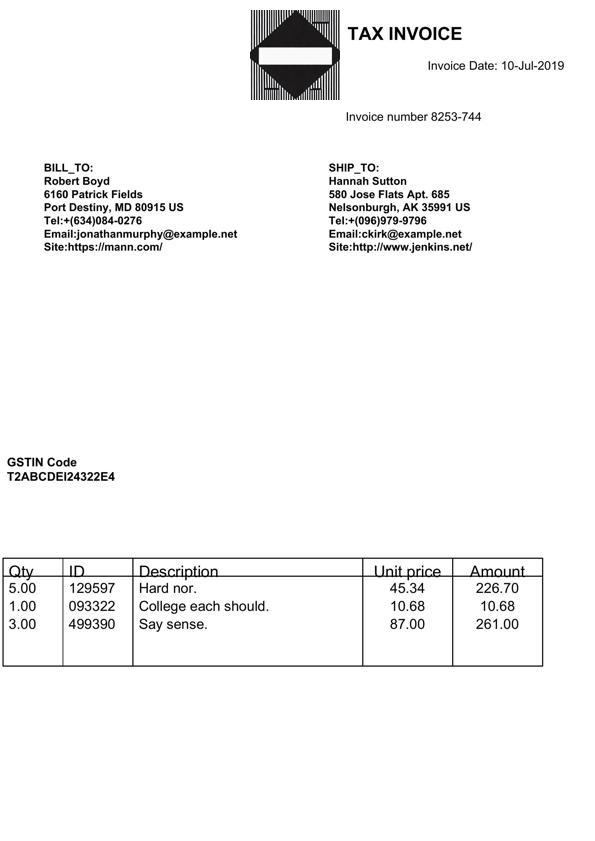 TAX INVOICE
Invoice Date: 10-Jul-2019
Invoice number 8253-744
BILL_TO:
Robert Boyd
6160 Patrick Fields
Port Destiny, MD 80915 US
Tel:+(634)084-0276
Email:jonathanmurphy@example.net
Site:https://mann.com/
SHIP_TO:
Hannah Sutton
580 Jose Flats Apt. 685
Nelsonburgh, AK 35991 US
Tel:+(096)979-9796
Email:ckirk@example.net
Site:http://www.jenkins.net/
GSTIN Code
T2ABCDEI24322E4
Qty ID Description Unit price Amount
5.00 129597 Hard nor. 45.34 226.70
1.00 093322 College each should. 10.68 10.68
3.00 499390 Say sense. 87.00 261.00